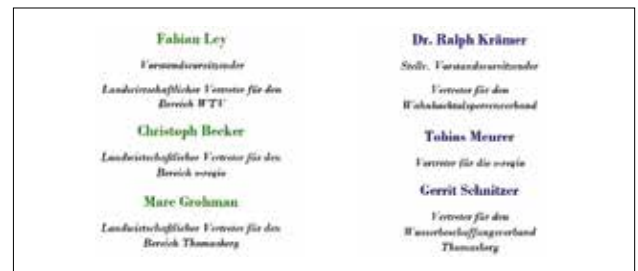 Fabian Ley
Vorstandsvorsitzender
Landwirtschaftlicher Vertreter für den
Bereich WTV
Christoph Becker
Landwirtschaftlicher Vertreter für den
Bereich
Marc Grohman
Landwirtschaftlicher Vertreter für den
Bereich Thomasberg
Dr. Ralph Krämer
Stellv. Vorstandsvorsitzender
Vertreter für den
Wahnbachtalsperrenverband
Tobias Meurer
Vertreter für die
Gerrit Schnitzer
Vertreter für den
Wasserbeschaffungsverband
Thomasberg